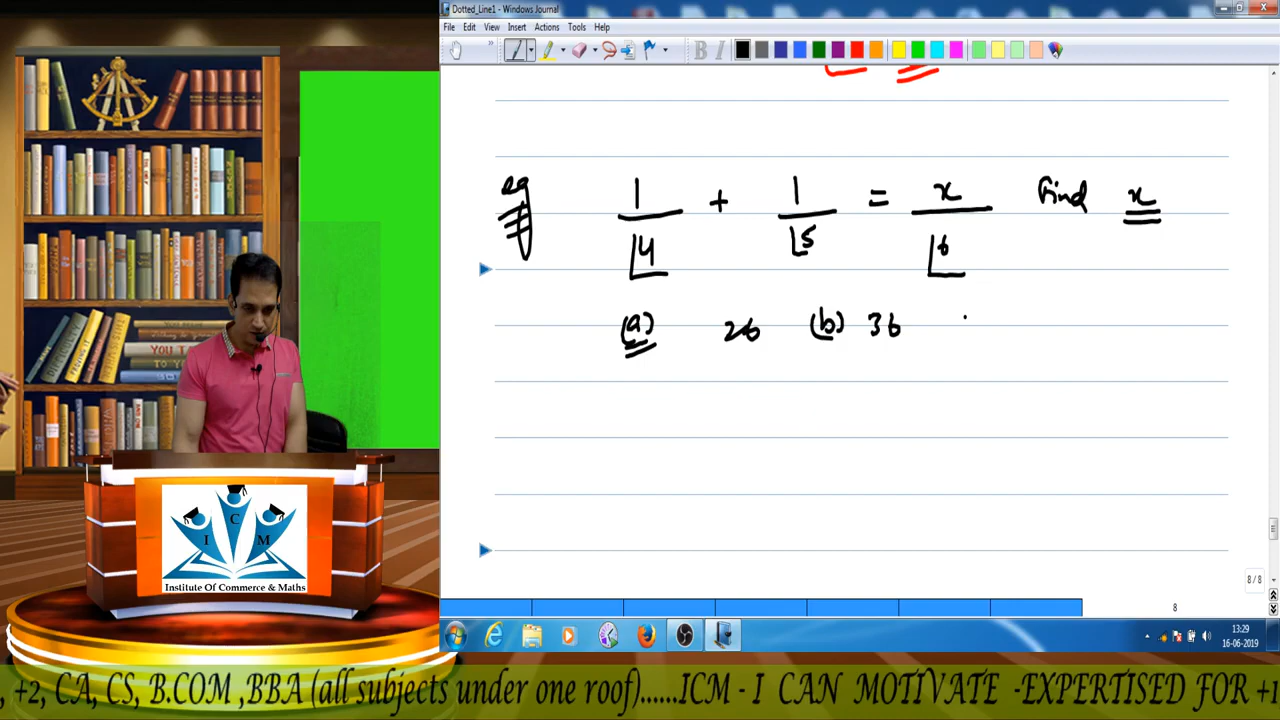 Dotted_Line1 - Windows Journal
File Edit View Insert Actions Tools Help
B I
eg 1/⌊4 + 1/⌊5 = x/⌊6 Find x
(a) 26 (b) 36
YOU
T
I C M
Institute Of Commerce & Maths
8/8
8
13:29
16-06-2019
, +2, CA, CS, B.COM ,BBA (all subjects under one roof)......ICM - I CAN MOTIVATE -EXPERTISED FOR +1